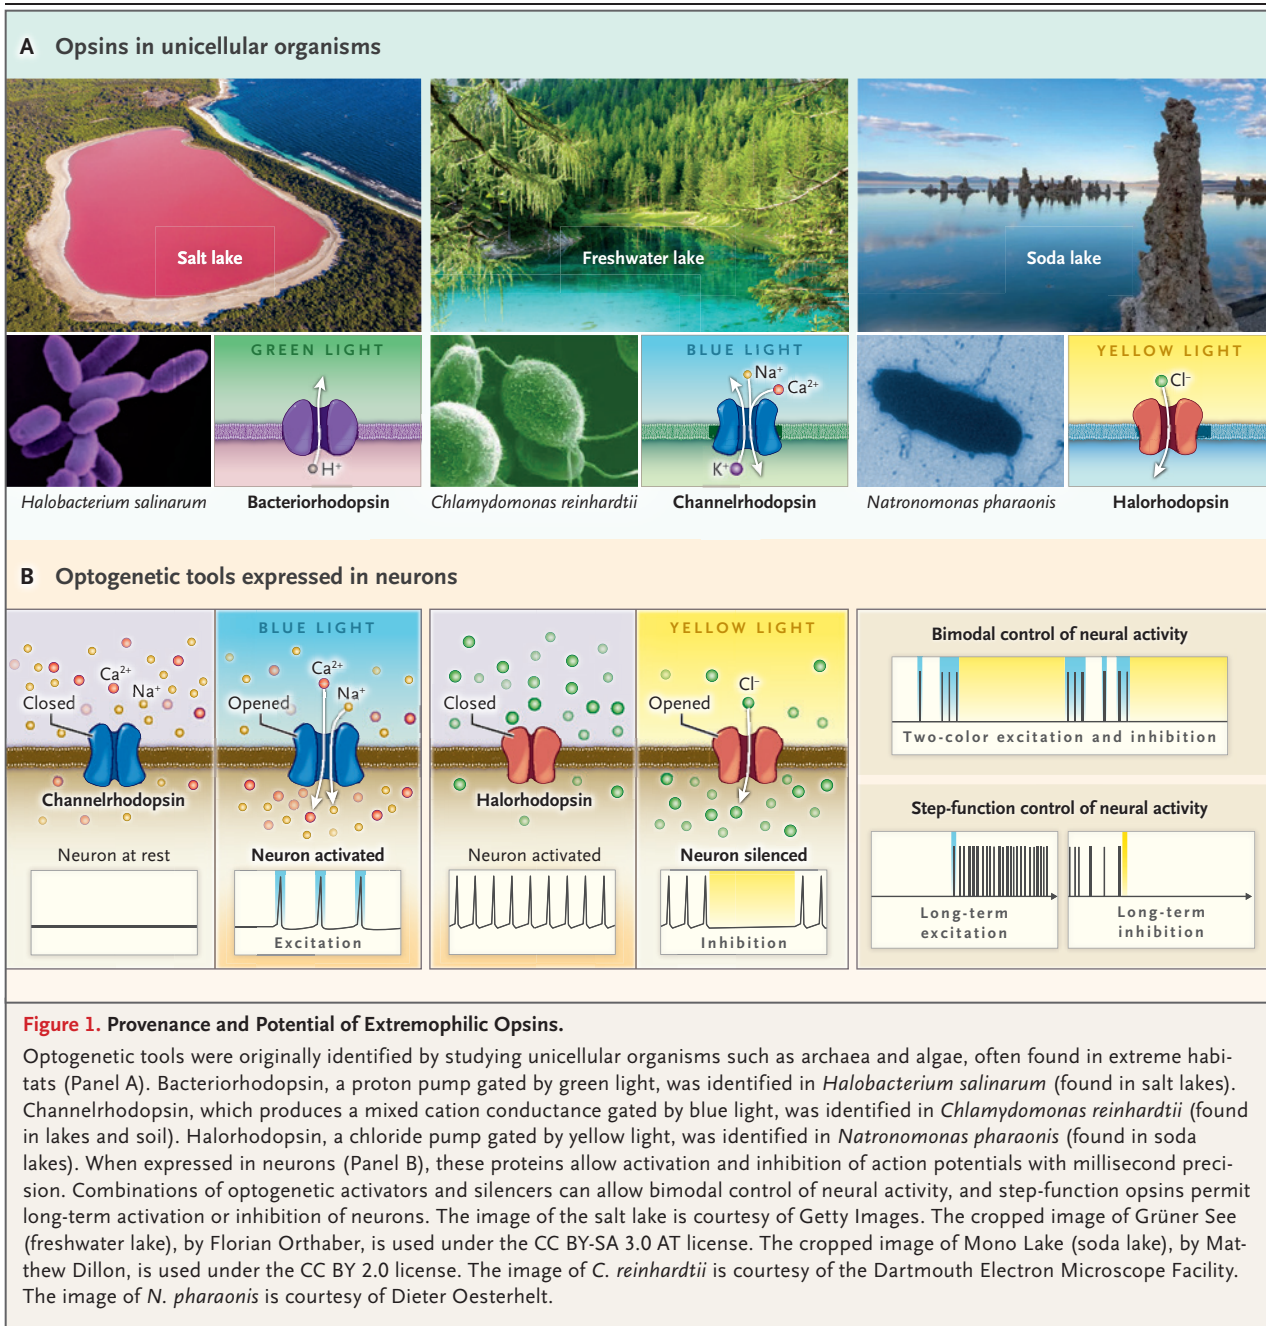 A Opsins in unicellular organisms
Salt lake
Freshwater lake
Soda lake
GREEN LIGHT
H⁺
BLUE LIGHT
Na⁺
Ca²⁺
K⁺
YELLOW LIGHT
Cl⁻
Halobacterium salinarum
Bacteriorhodopsin
Chlamydomonas reinhardtii
Channelrhodopsin
Natronomonas pharaonis
Halorhodopsin
B Optogenetic tools expressed in neurons
Ca²⁺
Na⁺
Closed
Channelrhodopsin
Neuron at rest
BLUE LIGHT
Ca²⁺
Na⁺
Opened
Neuron activated
Excitation
Closed
Halorhodopsin
Neuron activated
YELLOW LIGHT
Cl⁻
Opened
Neuron silenced
Inhibition
Bimodal control of neural activity
Two-color excitation and inhibition
Step-function control of neural activity
Long-term
excitation
Long-term
inhibition
Figure 1. Provenance and Potential of Extremophilic Opsins.
Optogenetic tools were originally identified by studying unicellular organisms such as archaea and algae, often found in extreme habi-
tats (Panel A). Bacteriorhodopsin, a proton pump gated by green light, was identified in Halobacterium salinarum (found in salt lakes).
Channelrhodopsin, which produces a mixed cation conductance gated by blue light, was identified in Chlamydomonas reinhardtii (found
in lakes and soil). Halorhodopsin, a chloride pump gated by yellow light, was identified in Natronomonas pharaonis (found in soda
lakes). When expressed in neurons (Panel B), these proteins allow activation and inhibition of action potentials with millisecond preci-
sion. Combinations of optogenetic activators and silencers can allow bimodal control of neural activity, and step-function opsins permit
long-term activation or inhibition of neurons. The image of the salt lake is courtesy of Getty Images. The cropped image of Grüner See
(freshwater lake), by Florian Orthaber, is used under the CC BY-SA 3.0 AT license. The cropped image of Mono Lake (soda lake), by Mat-
thew Dillon, is used under the CC BY 2.0 license. The image of C. reinhardtii is courtesy of the Dartmouth Electron Microscope Facility.
The image of N. pharaonis is courtesy of Dieter Oesterhelt.